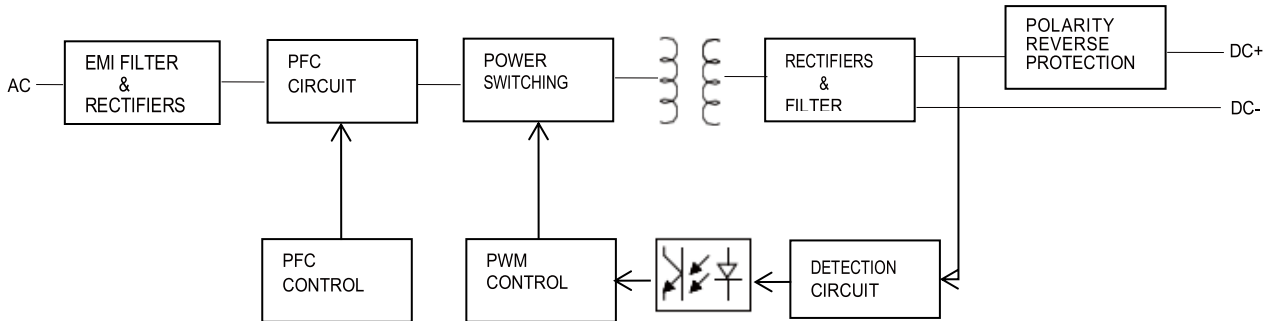 AC
EMI FILTER
&
RECTIFIERS
PFC
CIRCUIT
POWER
SWITCHING
RECTIFIERS
&
FILTER
POLARITY
REVERSE
PROTECTION
DC+
DC-
PFC
CONTROL
PWM
CONTROL
DETECTION
CIRCUIT